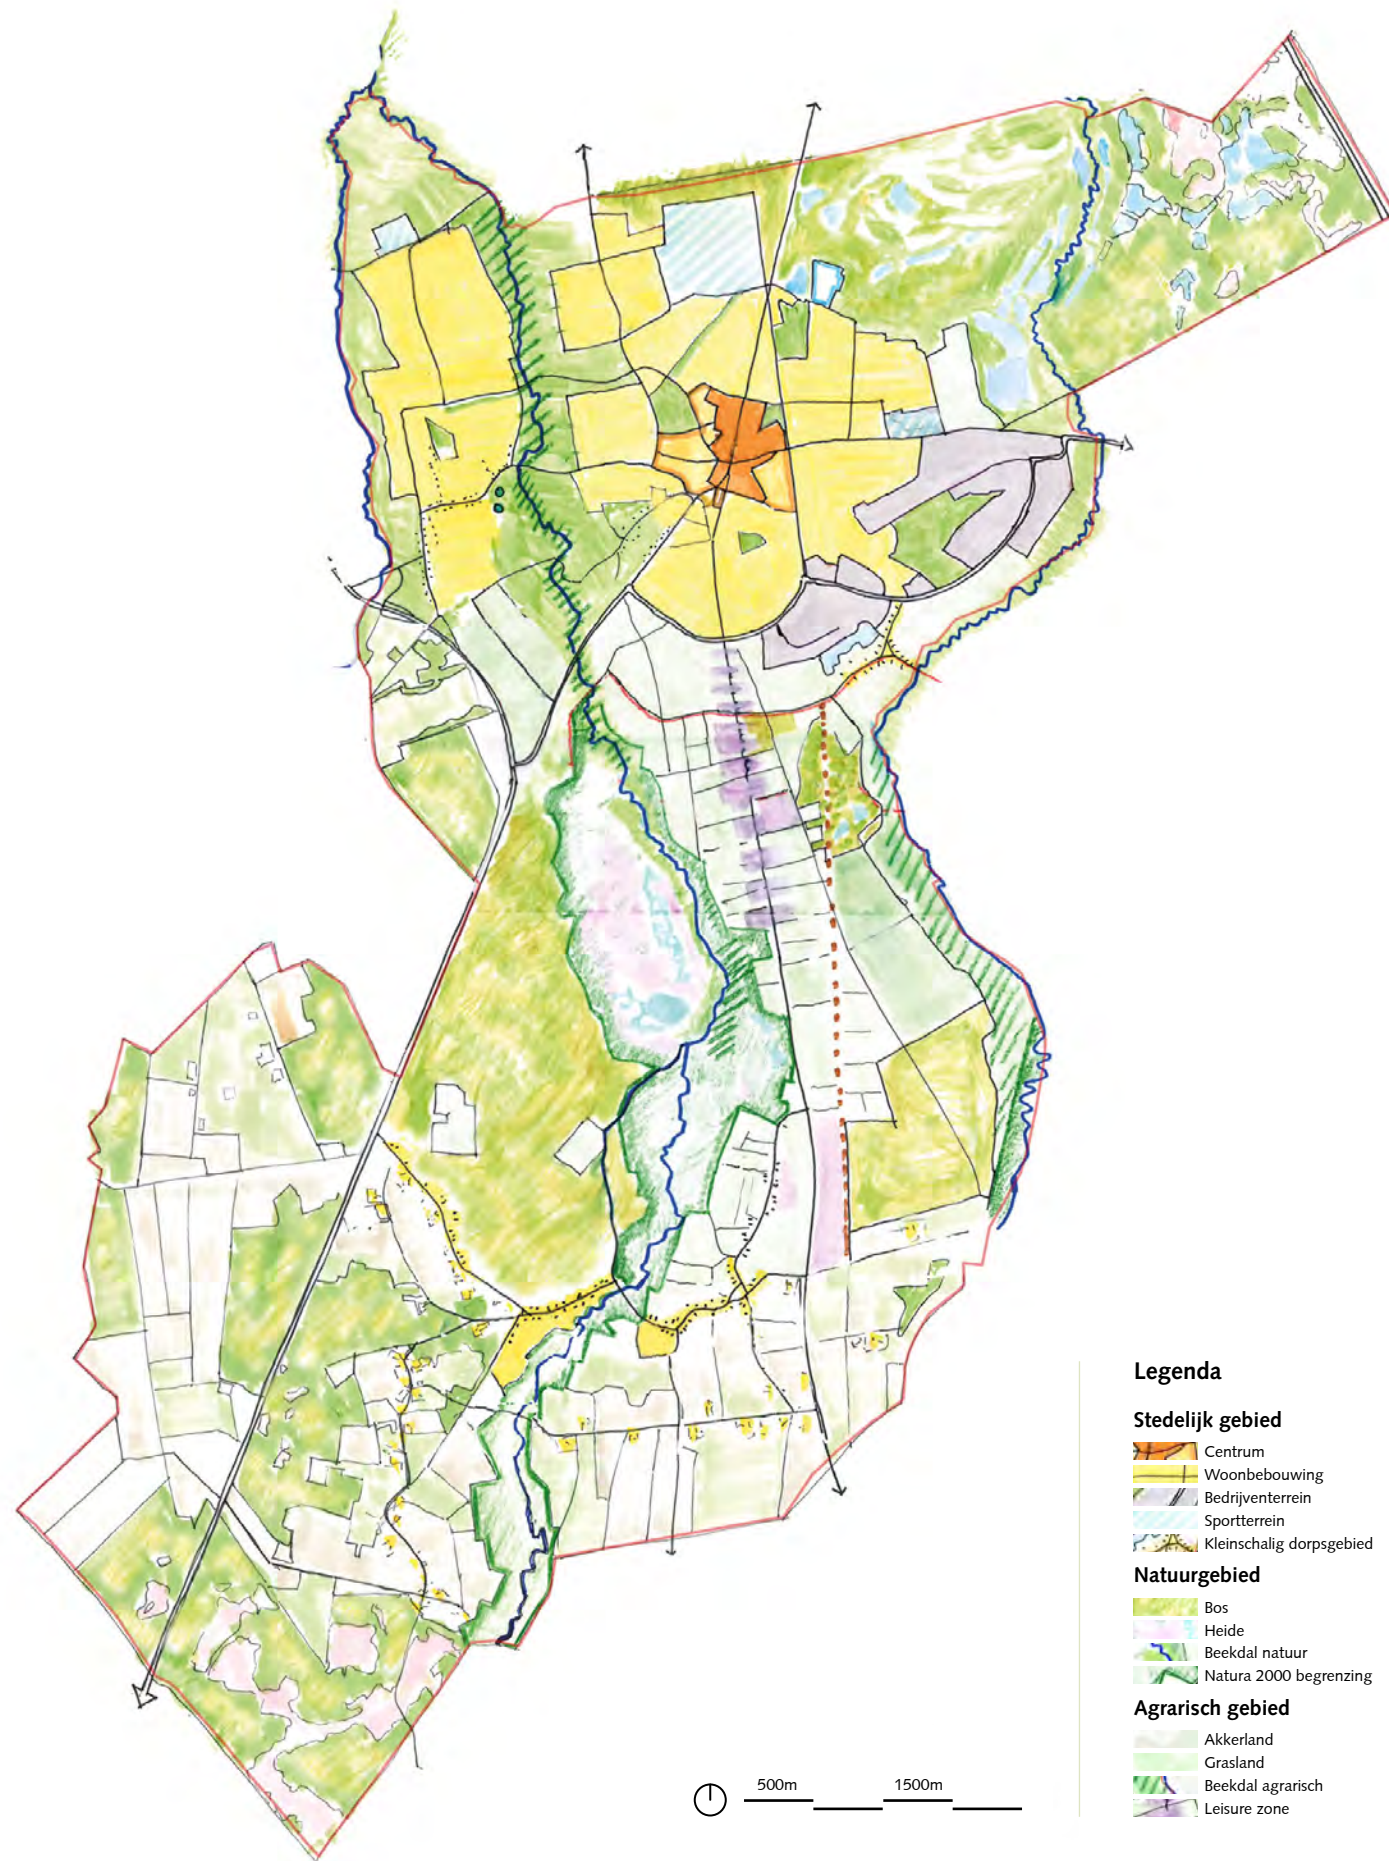 Legenda
Stedelijk gebied
Centrum
Woonbebouwing
Bedrijventerrein
Sportterrein
Kleinschalig dorpsgebied
Natuurgebied
Bos
Heide
Beekdal natuur
Natura 2000 begrenzing
Agrarisch gebied
Akkerland
Grasland
Beekdal agrarisch
Leisure zone
500m 1500m